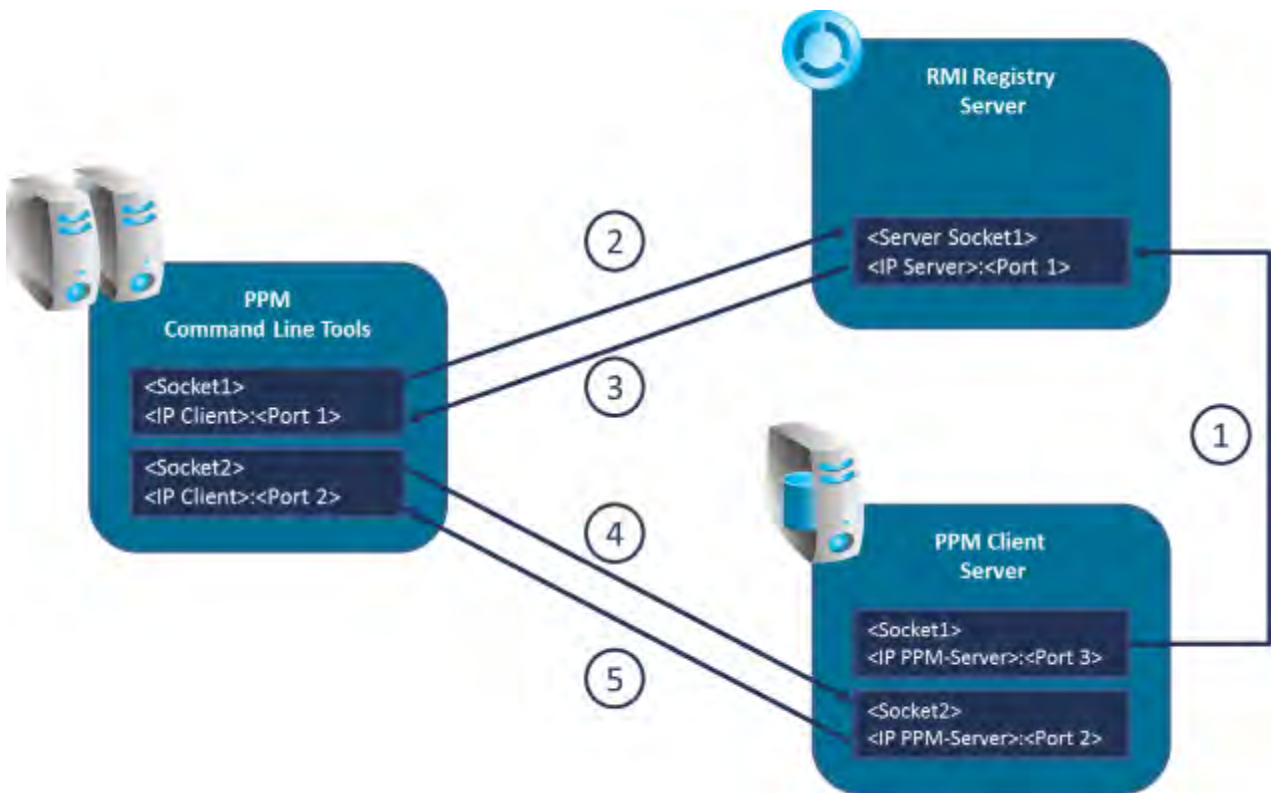 RMI Registry
Server
<Server Socket1>
<IP Server>:<Port 1>
2
PPM
Command Line Tools
<Socket1>
<IP Client>:<Port 1>
3
1
<Socket2>
<IP Client>:<Port 2>
4
PPM Client
Server
<Socket1>
<IP PPM-Server>:<Port 3>
5
<Socket2>
<IP PPM-Server>:<Port 2>